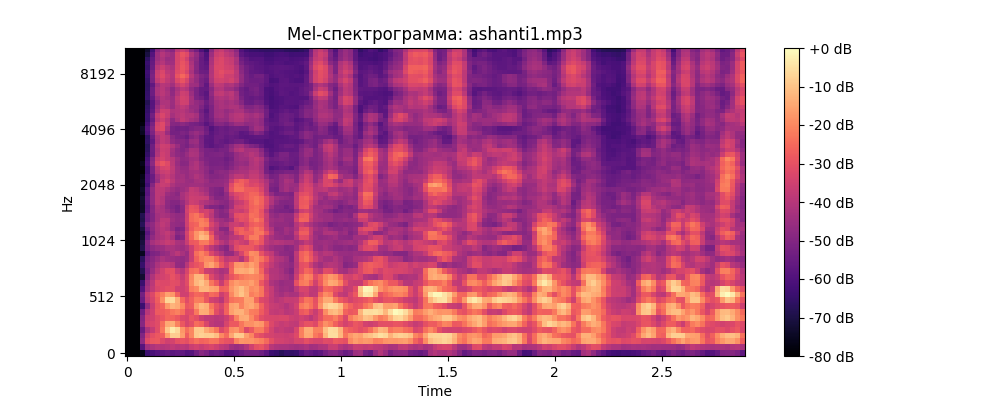 Mel-спектрограмма: ashanti1.mp3
Hz
8192
4096
2048
1024
512
0
0
0.5
1
1.5
2
2.5
Time
+0 dB
-10 dB
-20 dB
-30 dB
-40 dB
-50 dB
-60 dB
-70 dB
-80 dB